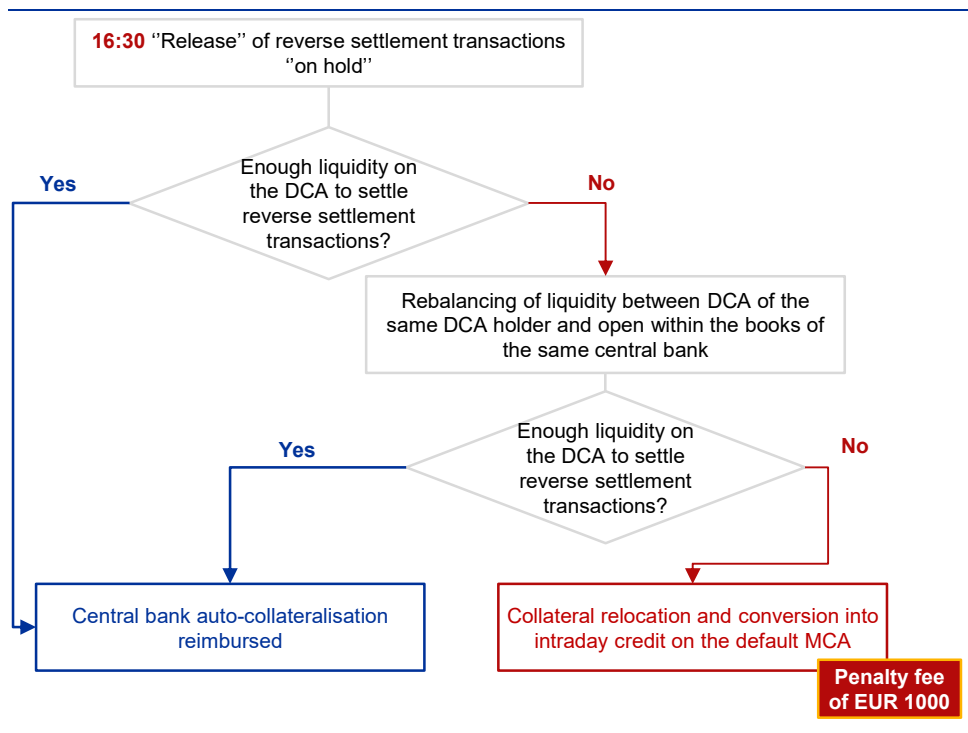 16:30 ‘’Release’’ of reverse settlement transactions
‘’on hold’’
Enough liquidity on
the DCA to settle
reverse settlement
transactions?
Yes
No
Rebalancing of liquidity between DCA of the
same DCA holder and open within the books of
the same central bank
Enough liquidity on
the DCA to settle
reverse settlement
transactions?
Yes
No
Central bank auto-collateralisation
reimbursed
Collateral relocation and conversion into
intraday credit on the default MCA
Penalty fee
of EUR 1000